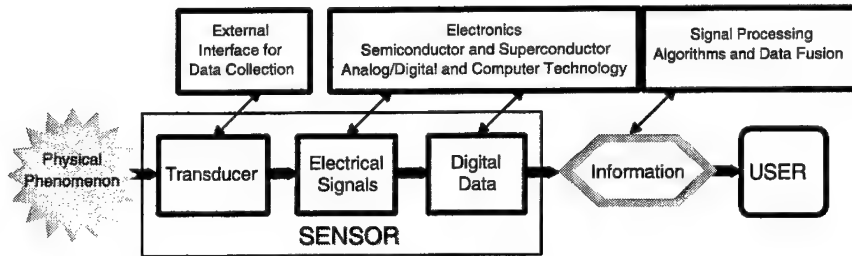 External
Interface for
Data Collection
Electronics
Semiconductor and Superconductor
Analog/Digital and Computer Technology
Signal Processing
Algorithms and Data Fusion
Physical
Phenomenon
Transducer
Electrical
Signals
Digital
Data
Information
USER
SENSOR